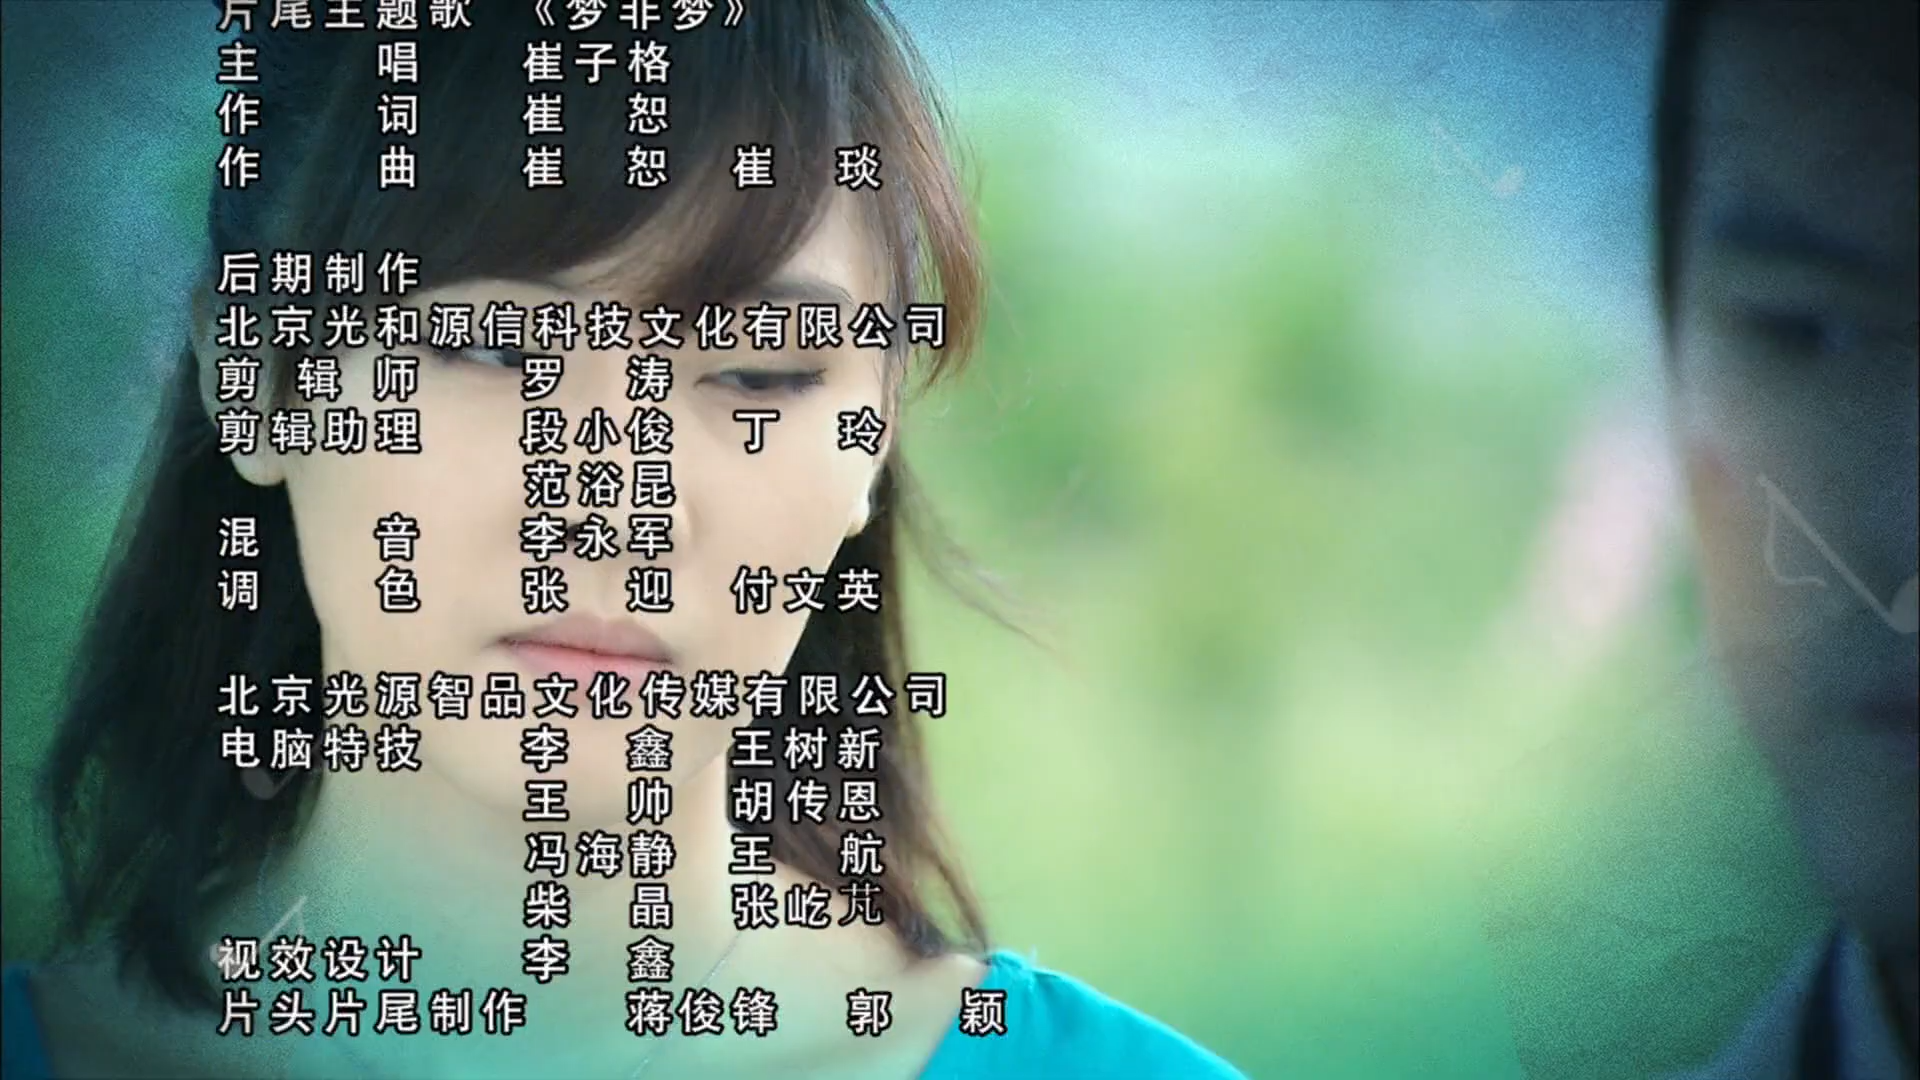 片尾主题歌 《梦非梦》
主唱 崔子格
作词 崔恕
作曲 崔恕 崔琰
后期制作
北京光和源信科技文化有限公司
剪辑师 罗涛
剪辑助理 段小俊 丁玲
范浴昆
混音 李永军
调色 张迎 付文英
北京光源智品文化传媒有限公司
电脑特技 李鑫 王树新
王帅 胡传恩
冯海静 王航
柴晶 张屹芃
视效设计 李鑫
片头片尾制作 蒋俊锋 郭颖